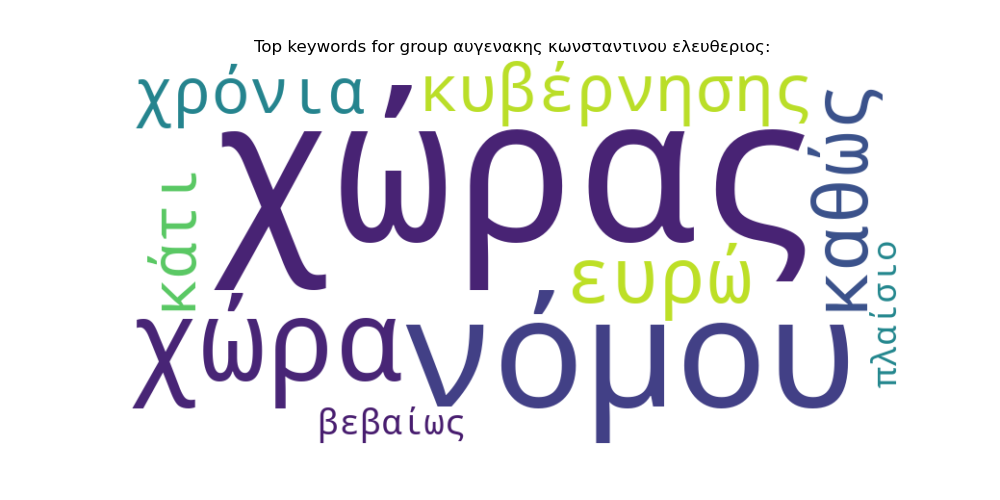 Top keywords for group αυγενακης κωνσταντινου ελευθεριος:
χρόνια
κυβέρνησης
χώρας
καθώς
κάτι
ευρώ
πλαίσιο
χώρα
νόμου
βεβαίως